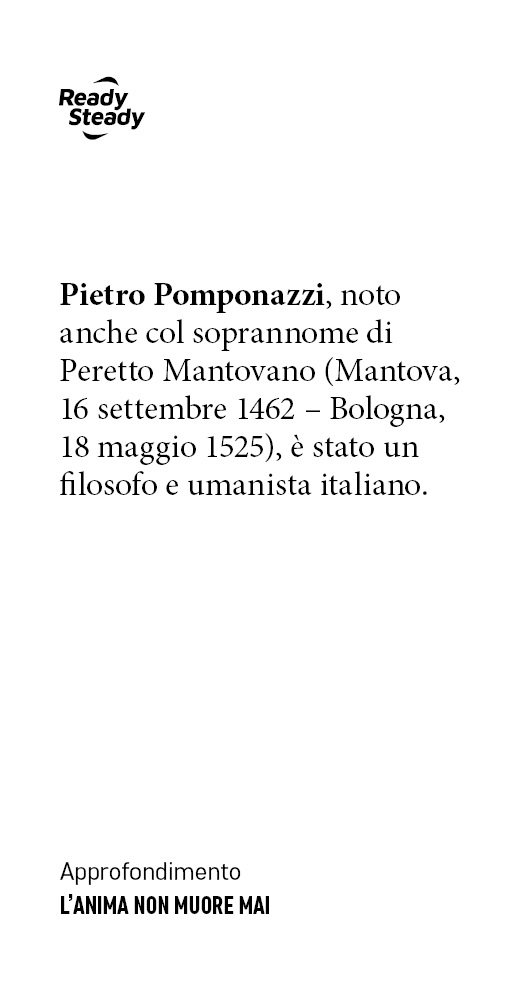 Ready
Steady
Pietro Pomponazzi, noto
anche col soprannome di
Peretto Mantovano (Mantova,
16 settembre 1462 – Bologna,
18 maggio 1525), è stato un
filosofo e umanista italiano.
Approfondimento
L’ANIMA NON MUORE MAI